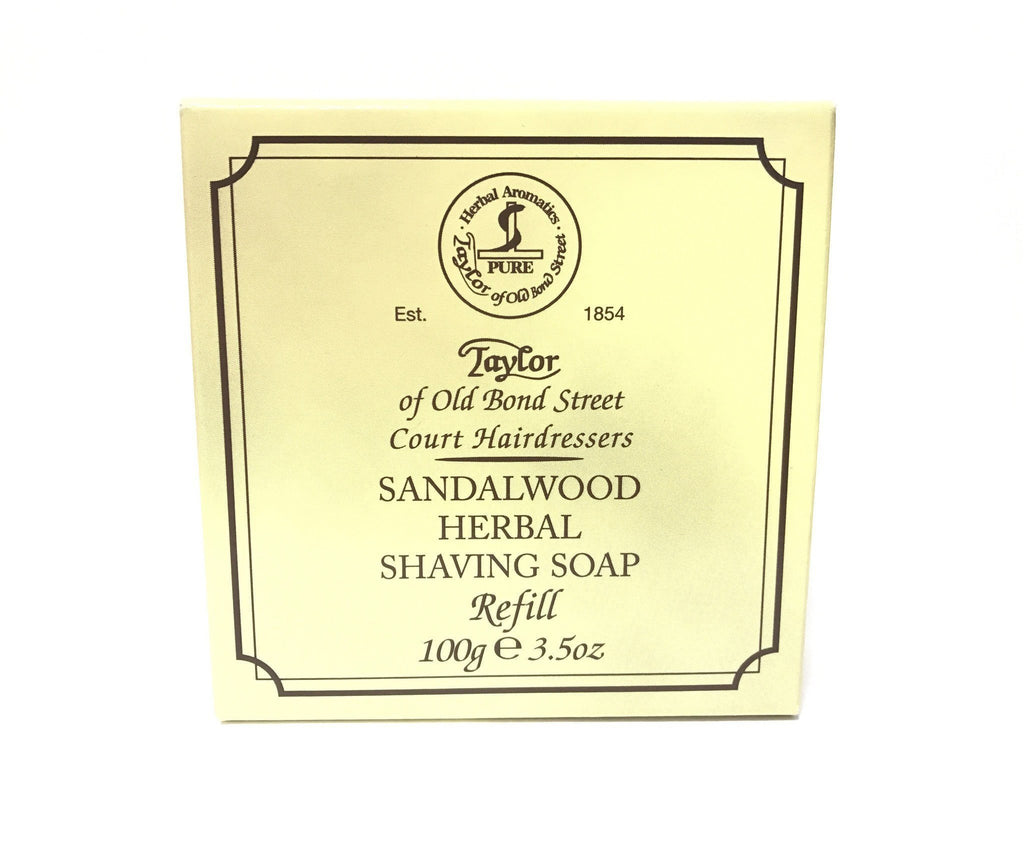 Herbal Aromatics
PURE
Taylor of Old Bond Street
Est. 1854
Taylor
of Old Bond Street
Court Hairdressers
SANDALWOOD
HERBAL
SHAVING SOAP
Refill
100g ℮ 3.5oz